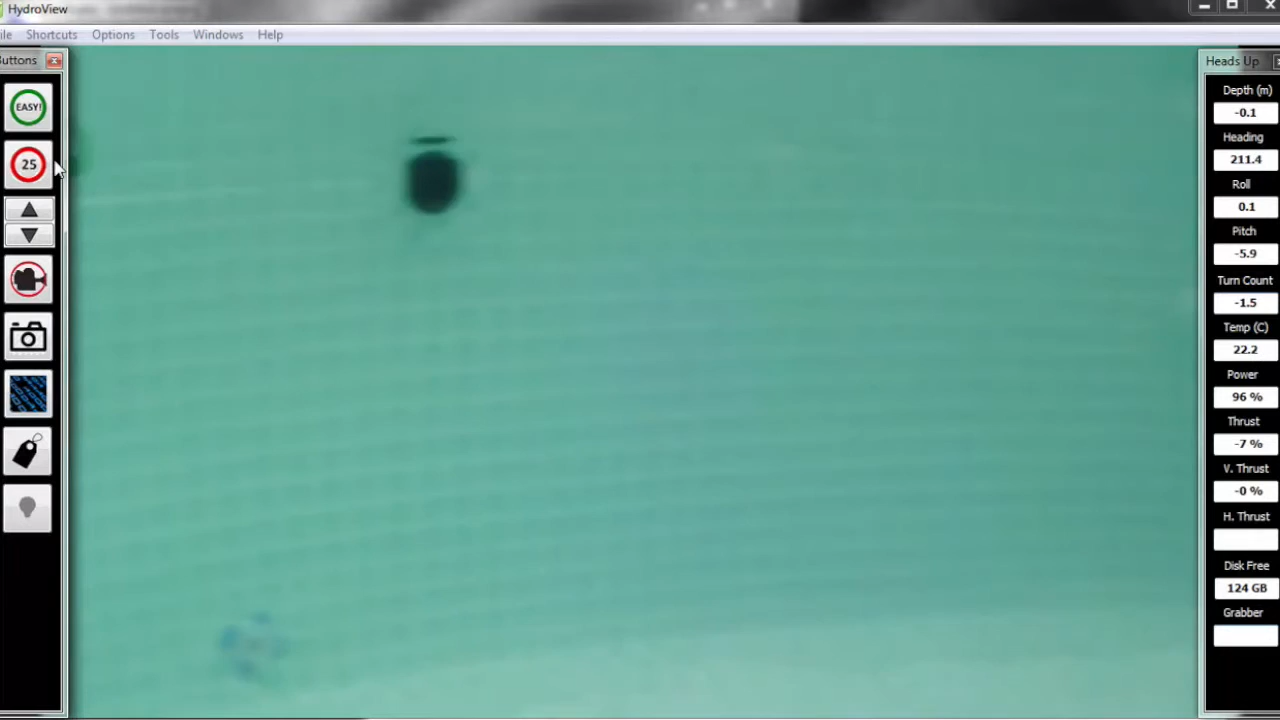 HydroView
ile Shortcuts Options Tools Windows Help
Buttons
EASY!
25
Heads Up
Depth (m)
-0.1
Heading
211.4
Roll
0.1
Pitch
-5.9
Turn Count
-1.5
Temp (C)
22.2
Power
96 %
Thrust
-7 %
V. Thrust
-0 %
H. Thrust
Disk Free
124 GB
Grabber